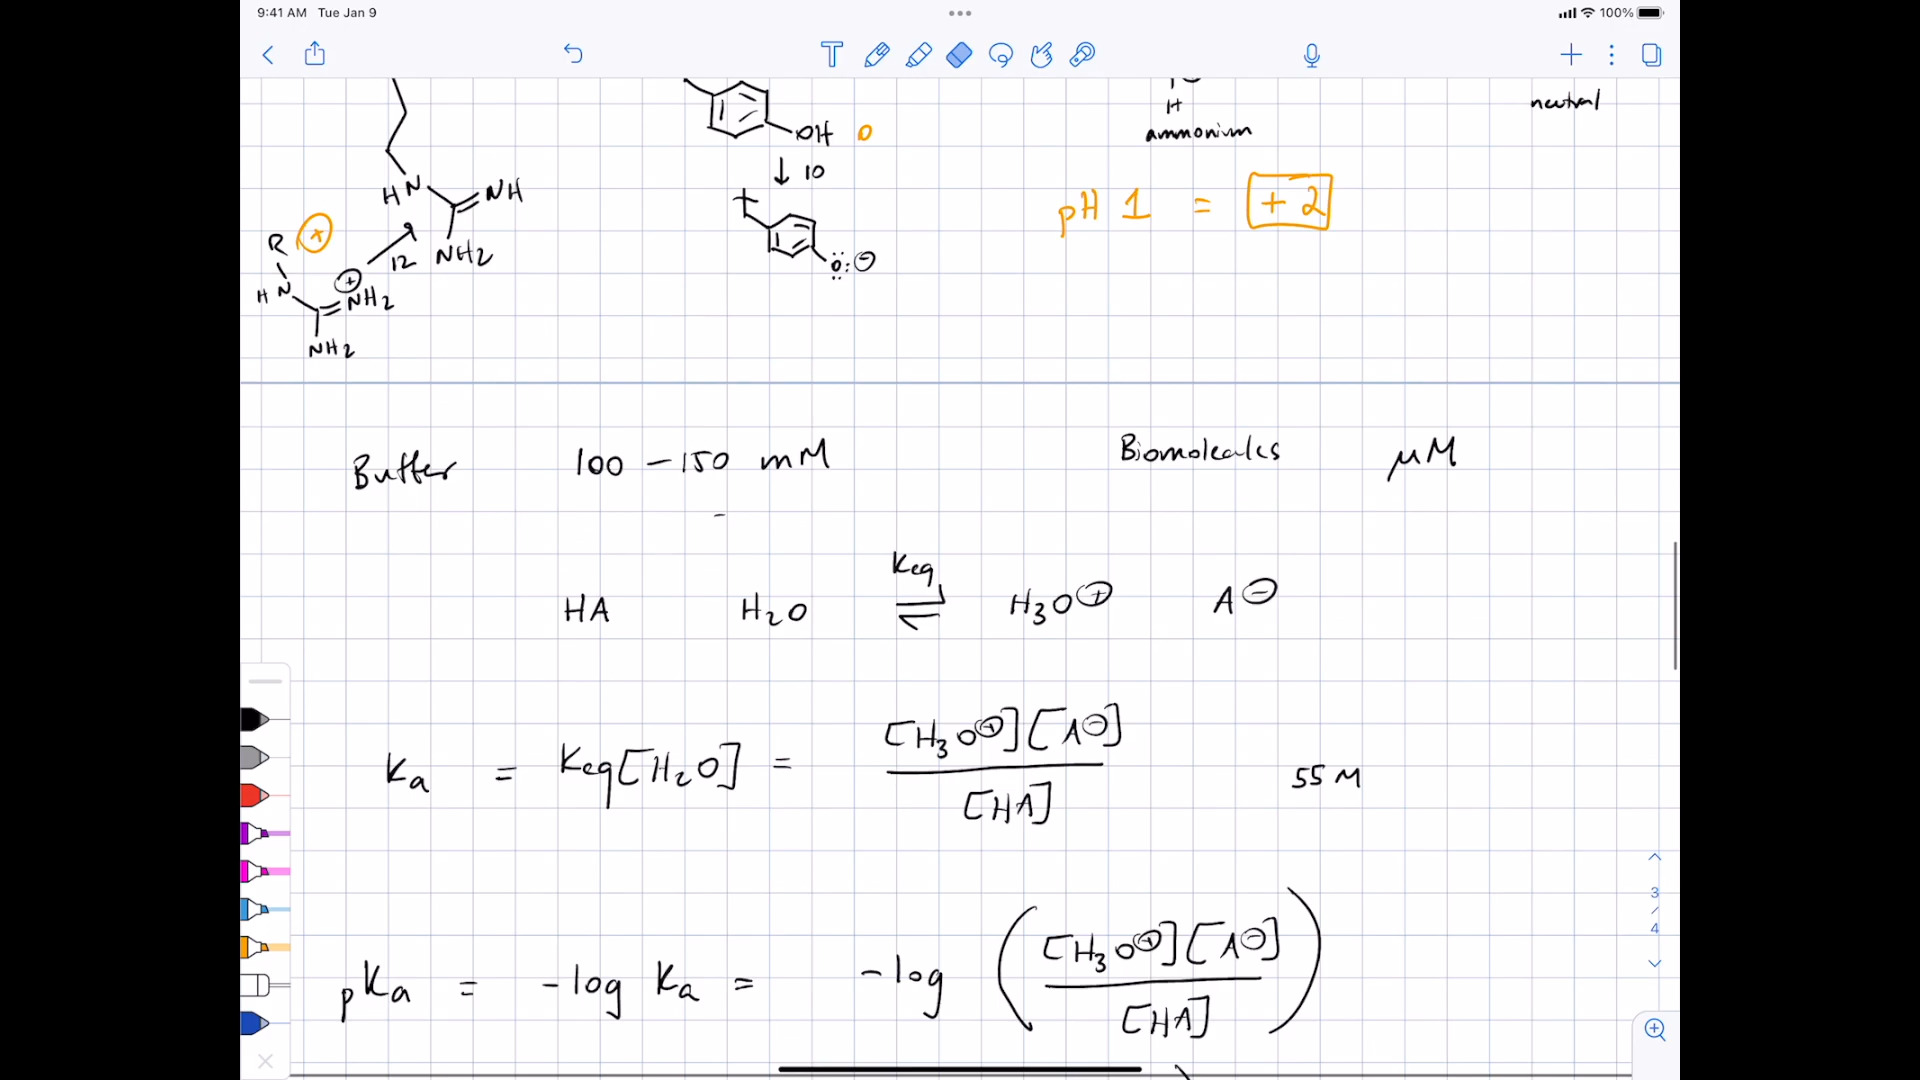 9:41 AM Tue Jan 9
100%
neutral
H
ammonium
OH 0
↓ 10
HN NH
NH2
pH 1 = +2
R +
12
O: ⊖
H N ⊕ NH2
NH2
Buffer 100 - 150 mM Biomolecules μM
-
Keq
HA H2O ⇌ H3O⊕ A⊖
Ka = Keq[H2O] = [H3O⊕][A⊖]
[HA]
55 M
3
/
4
pKa = -log Ka = -log ([H3O⊕][A⊖]
[HA])